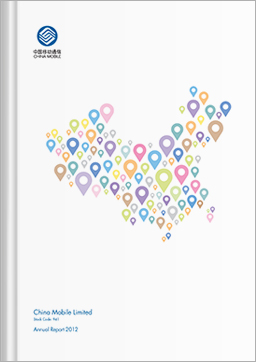 中国移动通信
CHINA MOBILE
China Mobile Limited
Stock Code: 941
Annual Report 2012